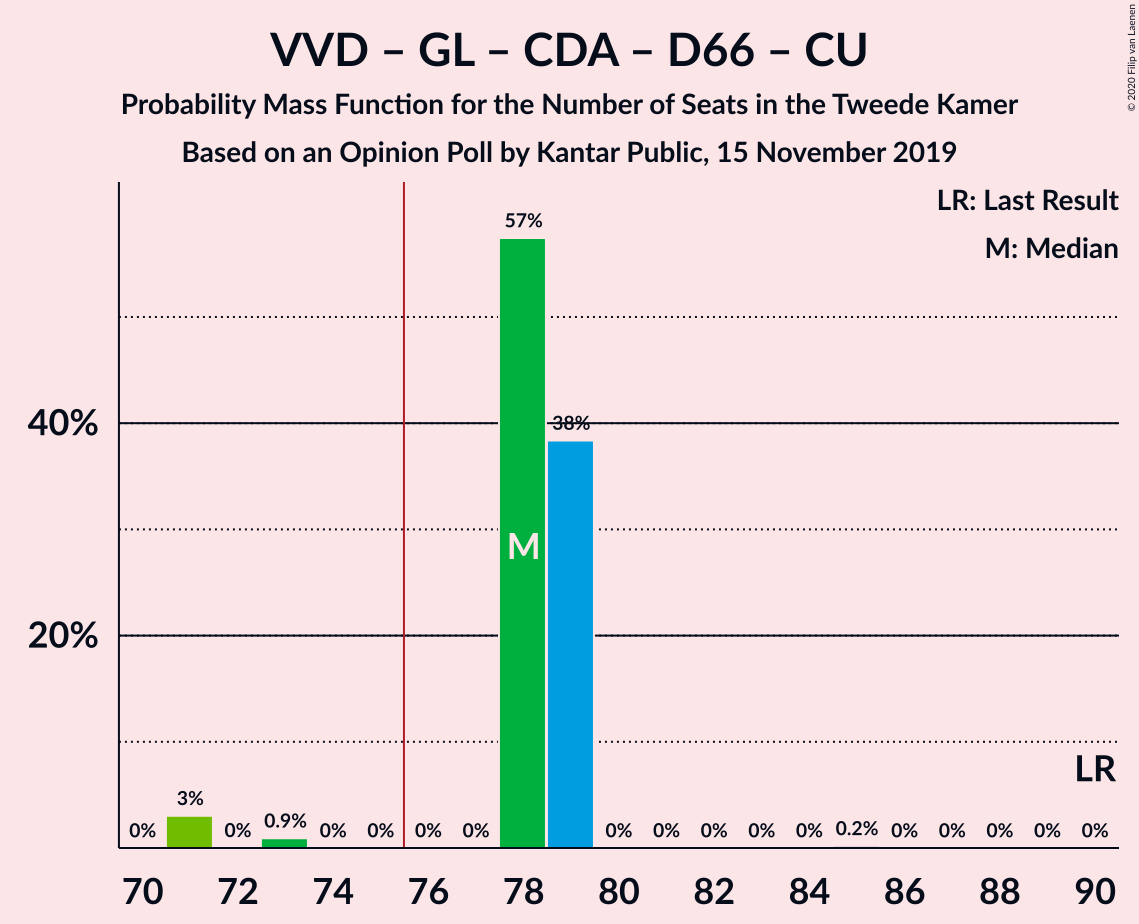 VVD – GL – CDA – D66 – CU
Probability Mass Function for the Number of Seats in the Tweede Kamer
Based on an Opinion Poll by Kantar Public, 15 November 2019
© 2020 Filip van Laenen
LR: Last Result
M: Median
57%
40%
38%
M
20%
LR
0% 3% 0% 0.9% 0% 0% 0% 0% 0% 0% 0% 0% 0% 0.2% 0% 0% 0% 0% 0%
70 72 74 76 78 80 82 84 86 88 90